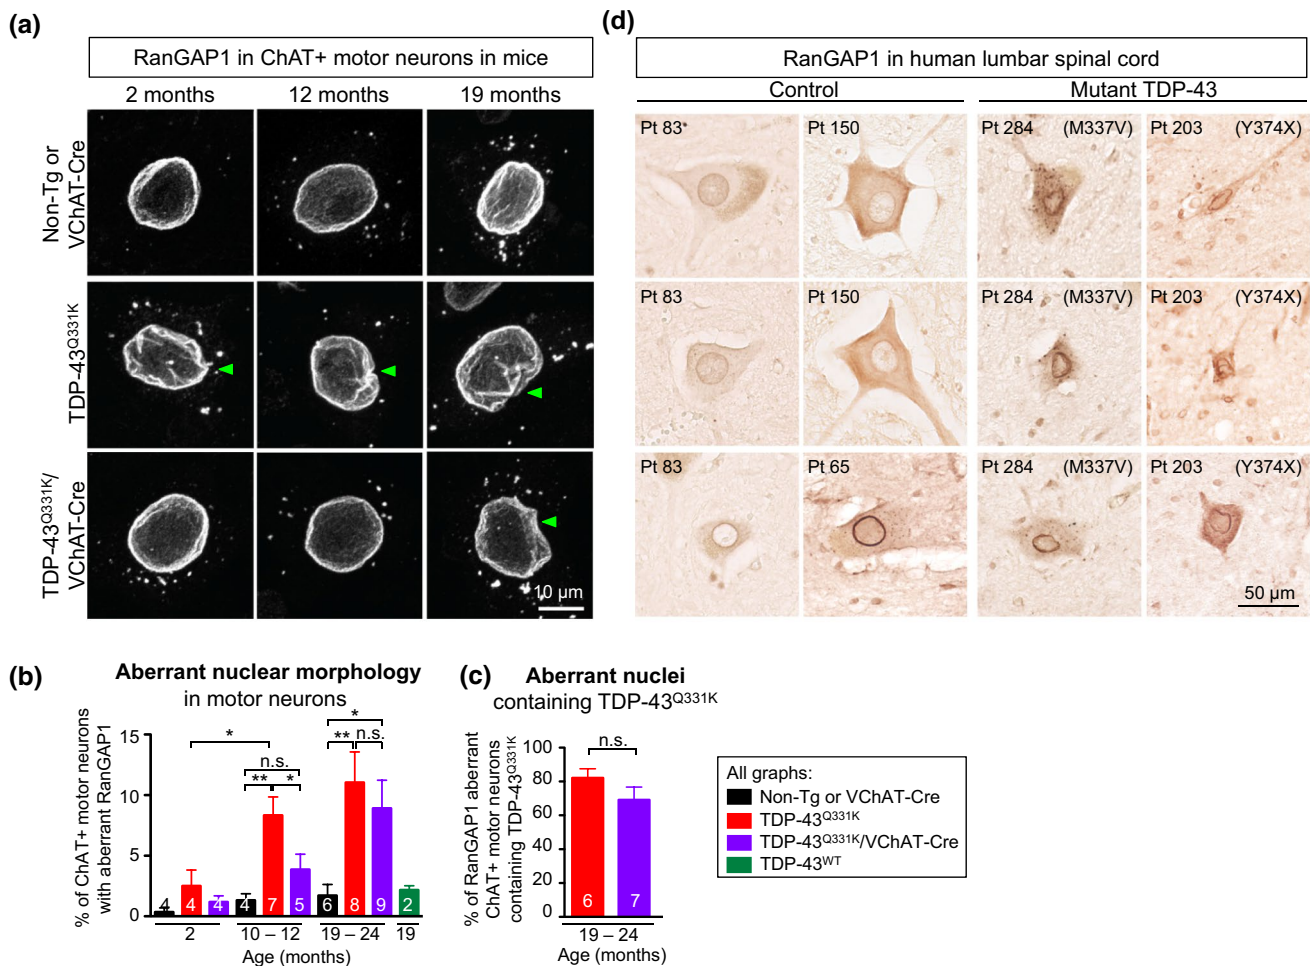 (a)
RanGAP1 in ChAT+ motor neurons in mice
2 months 12 months 19 months
Non-Tg or
VChAT-Cre
TDP-43Q331K
TDP-43Q331K/
VChAT-Cre
10 µm
(d)
RanGAP1 in human lumbar spinal cord
Control Mutant TDP-43
Pt 83* Pt 150 Pt 284 (M337V) Pt 203 (Y374X)
Pt 83 Pt 150 Pt 284 (M337V) Pt 203 (Y374X)
Pt 83 Pt 65 Pt 284 (M337V) Pt 203 (Y374X)
50 µm
(b)
Aberrant nuclear morphology
in motor neurons
% of ChAT+ motor neurons
with aberrant RanGAP1
15
10
5
0
*
n.s.
** *
*
** n.s.
4 4 4 4 7 5 6 8 9 2
2 10 – 12 19 – 24 19
Age (months)
(c)
Aberrant nuclei
containing TDP-43Q331K
% of RanGAP1 aberrant
ChAT+ motor neurons
containing TDP-43Q331K
100
80
60
40
20
0
n.s.
6 7
19 – 24
Age (months)
All graphs:
Non-Tg or VChAT-Cre
TDP-43Q331K
TDP-43Q331K/VChAT-Cre
TDP-43WT